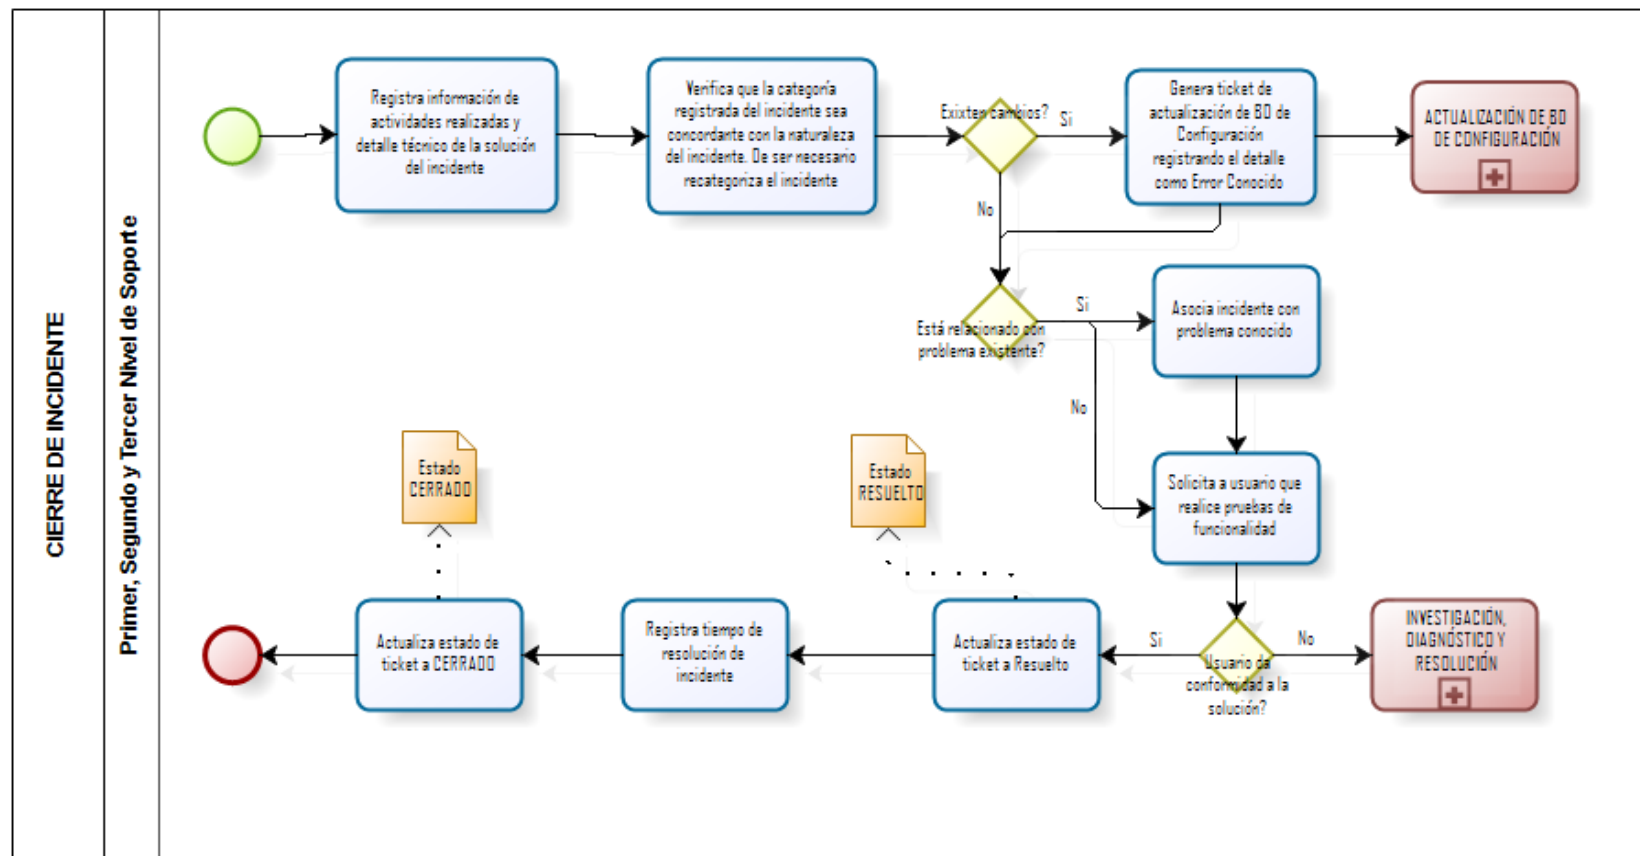 CIERRE DE INCIDENTE
Primer, Segundo y Tercer Nivel de Soporte
Registra información de
actividades realizadas y
detalle técnico de la solución
del incidente
Verifica que la categoría
registrada del incidente sea
concordante con la naturaleza
del incidente. De ser necesario
recategoriza el incidente
Exixten cambios?
Si
No
Genera ticket de
actualización de BD de
Configuración
registrando el detalle
como Error Conocido
ACTUALIZACIÓN DE BD
DE CONFIGURACIÓN
Está relacionado con
problema existente?
Si
No
Asocia incidente con
problema conocido
Solicita a usuario que
realice pruebas de
funcionalidad
Usuario da
conformidad a la
solución?
Si
No
INVESTIGACIÓN,
DIAGNÓSTICO Y
RESOLUCIÓN
Actualiza estado de
ticket a Resuelto
Estado
RESUELTO
Registra tiempo de
resolución de
incidente
Actualiza estado de
ticket a CERRADO
Estado
CERRADO